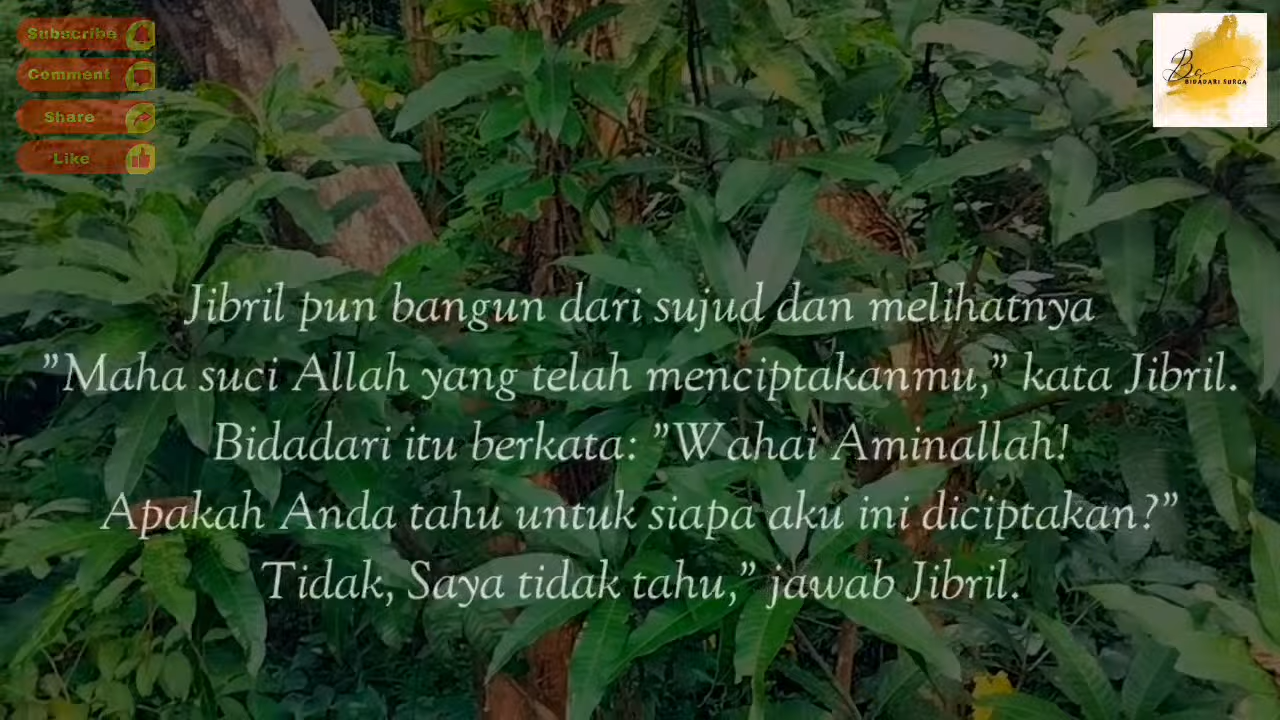 Subscribe
Comment
Share
Like
BIDADARI SORGA
Jibril pun bangun dari sujud dan melihatnya
"Maha suci Allah yang telah menciptakanmu," kata Jibril.
Bidadari itu berkata: "Wahai Aminallah!
Apakah Anda tahu untuk siapa aku ini diciptakan?"
Tidak, Saya tidak tahu," jawab Jibril.